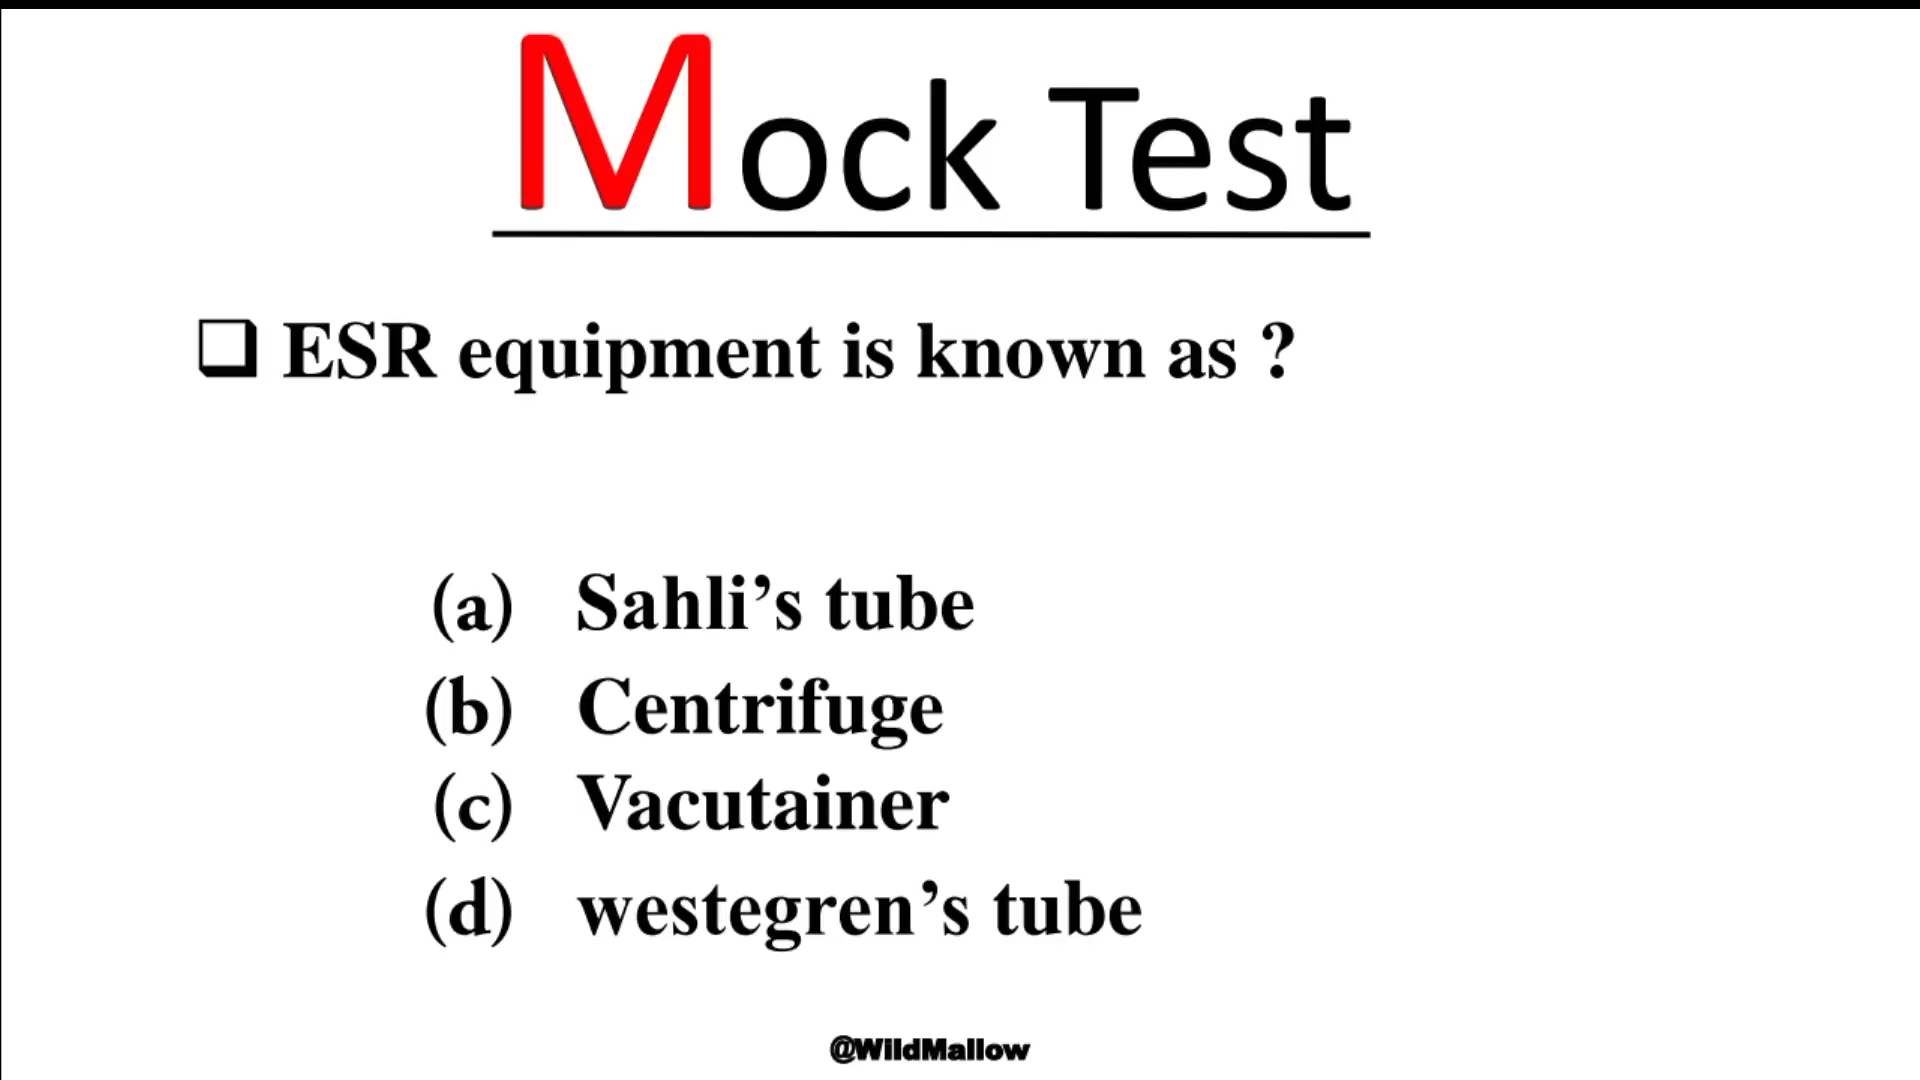 Mock Test
❑ ESR equipment is known as ?
(a) Sahli’s tube
(b) Centrifuge
(c) Vacutainer
(d) westegren’s tube
@WildMallow